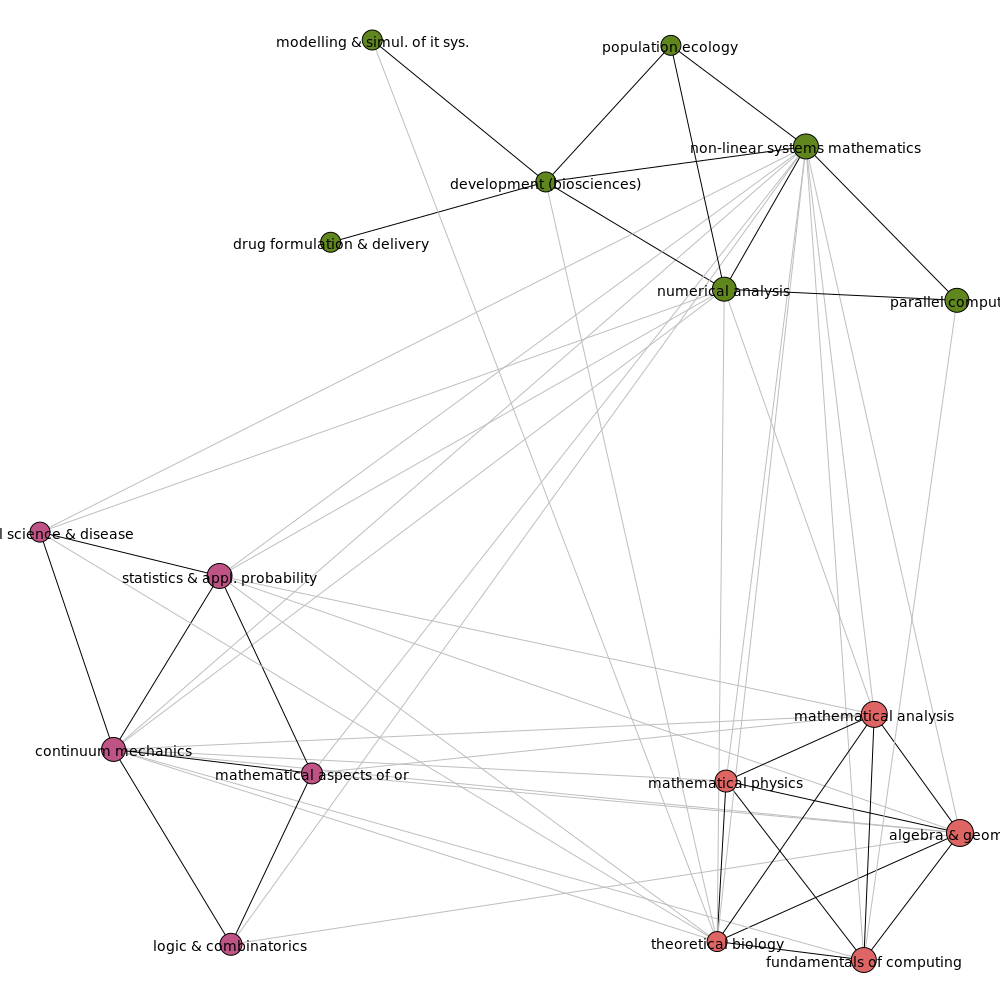 modelling & simul. of it sys.
population ecology
non-linear systems mathematics
development (biosciences)
drug formulation & delivery
numerical analysis
parallel comput
l science & disease
statistics & appl. probability
mathematical analysis
continuum mechanics
mathematical aspects of or
mathematical physics
algebra & geom
theoretical biology
logic & combinatorics
fundamentals of computing